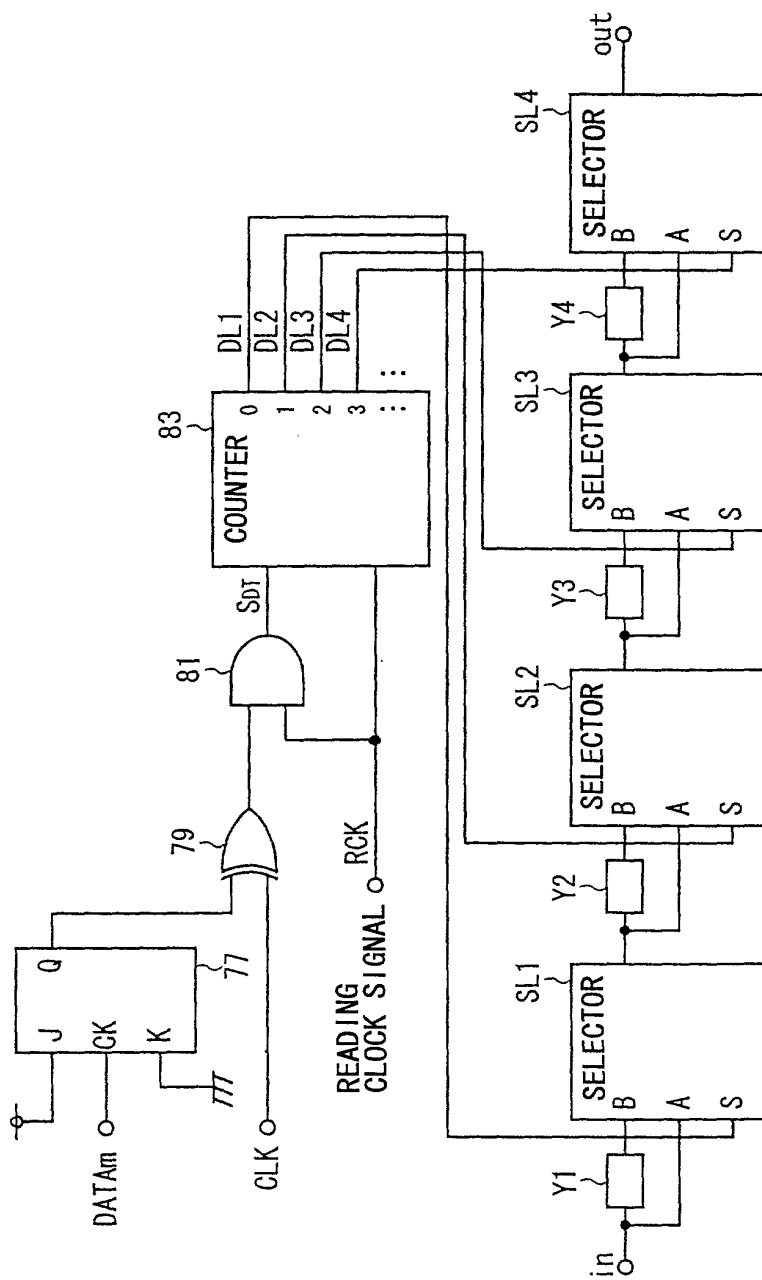 J
Q
CK
K
77
DATAm
CLK
79
81
SDT
READING
CLOCK SIGNAL
RCK
83
COUNTER
0
1
2
3
DL1
DL2
DL3
DL4
in
Y1
SL1
SELECTOR
B
A
S
Y2
SL2
SELECTOR
B
A
S
Y3
SL3
SELECTOR
B
A
S
Y4
SL4
SELECTOR
B
A
S
out